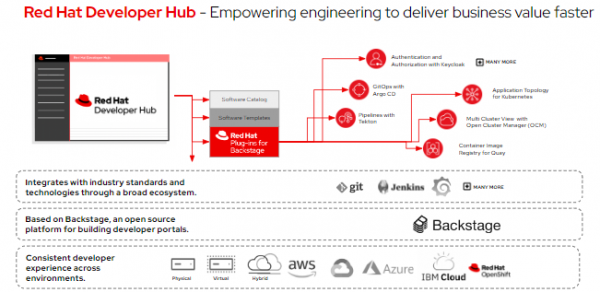 Red Hat Developer Hub - Empowering engineering to deliver business value faster
Red Hat Developer Hub
Red Hat
Developer Hub
Software Catalog
Software Templates
Red Hat
Plug-ins for
Backstage
Authentication and
Authorization with Keycloak
MANY MORE
GitOps with
Argo CD
Application Topology
for Kubernetes
Pipelines with
Tekton
Multi Cluster View with
Open Cluster Manager (OCM)
Container Image
Registry for Quay
Integrates with industry standards and
technologies through a broad ecosystem.
git
Jenkins
MANY MORE
Based on Backstage, an open source
platform for building developer portals.
Backstage
Consistent developer
experience across
environments.
Physical
Virtual
Hybrid
aws
Azure
IBM Cloud
Red Hat
OpenShift